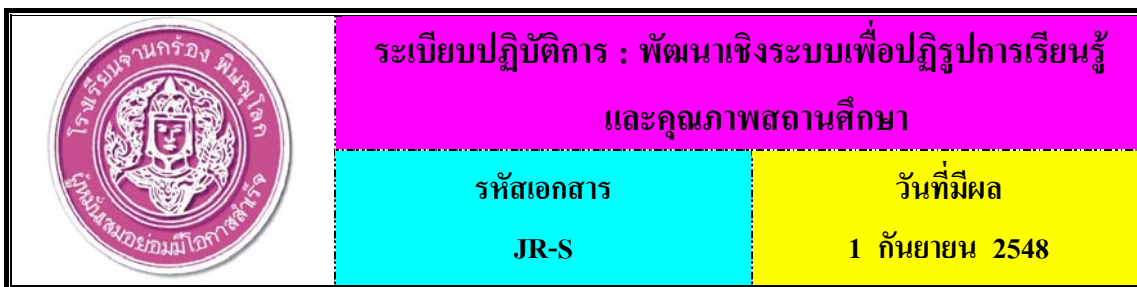 โรงเรียนจ่านกร้อง พิษณุโลก
ผู้หมั่นเสมอย่อมมีโอกาสสำเร็จ
ระเบียบปฏิบัติการ : พัฒนาเชิงระบบเพื่อปฏิรูปการเรียนรู้
และคุณภาพสถานศึกษา
รหัสเอกสาร
JR-S
วันที่มีผล
1 กันยายน 2548